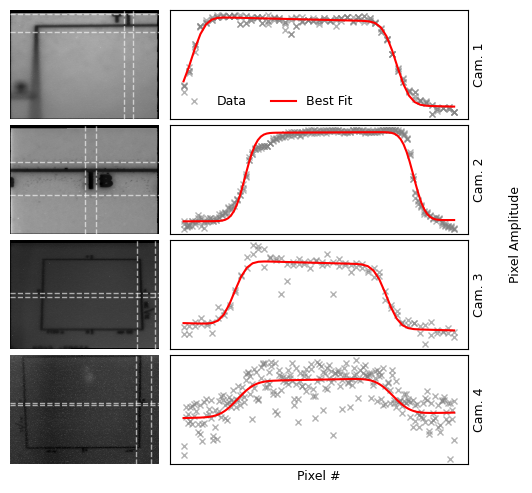 Cam. 1
Data
Best Fit
Cam. 2
Cam. 3
Cam. 4
Pixel Amplitude
Pixel #